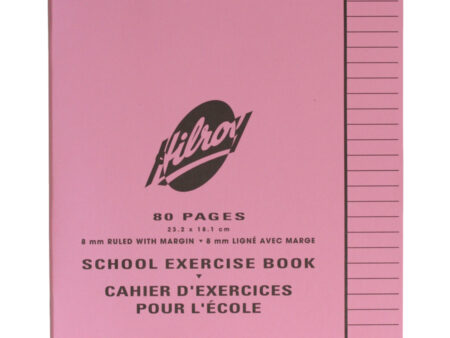 Hilroy
80 PAGES
23.2 x 18.1 cm
8 mm RULED WITH MARGIN • 8 mm LIGNÉ AVEC MARGE
SCHOOL EXERCISE BOOK
CAHIER D'EXERCICES
POUR L'ÉCOLE